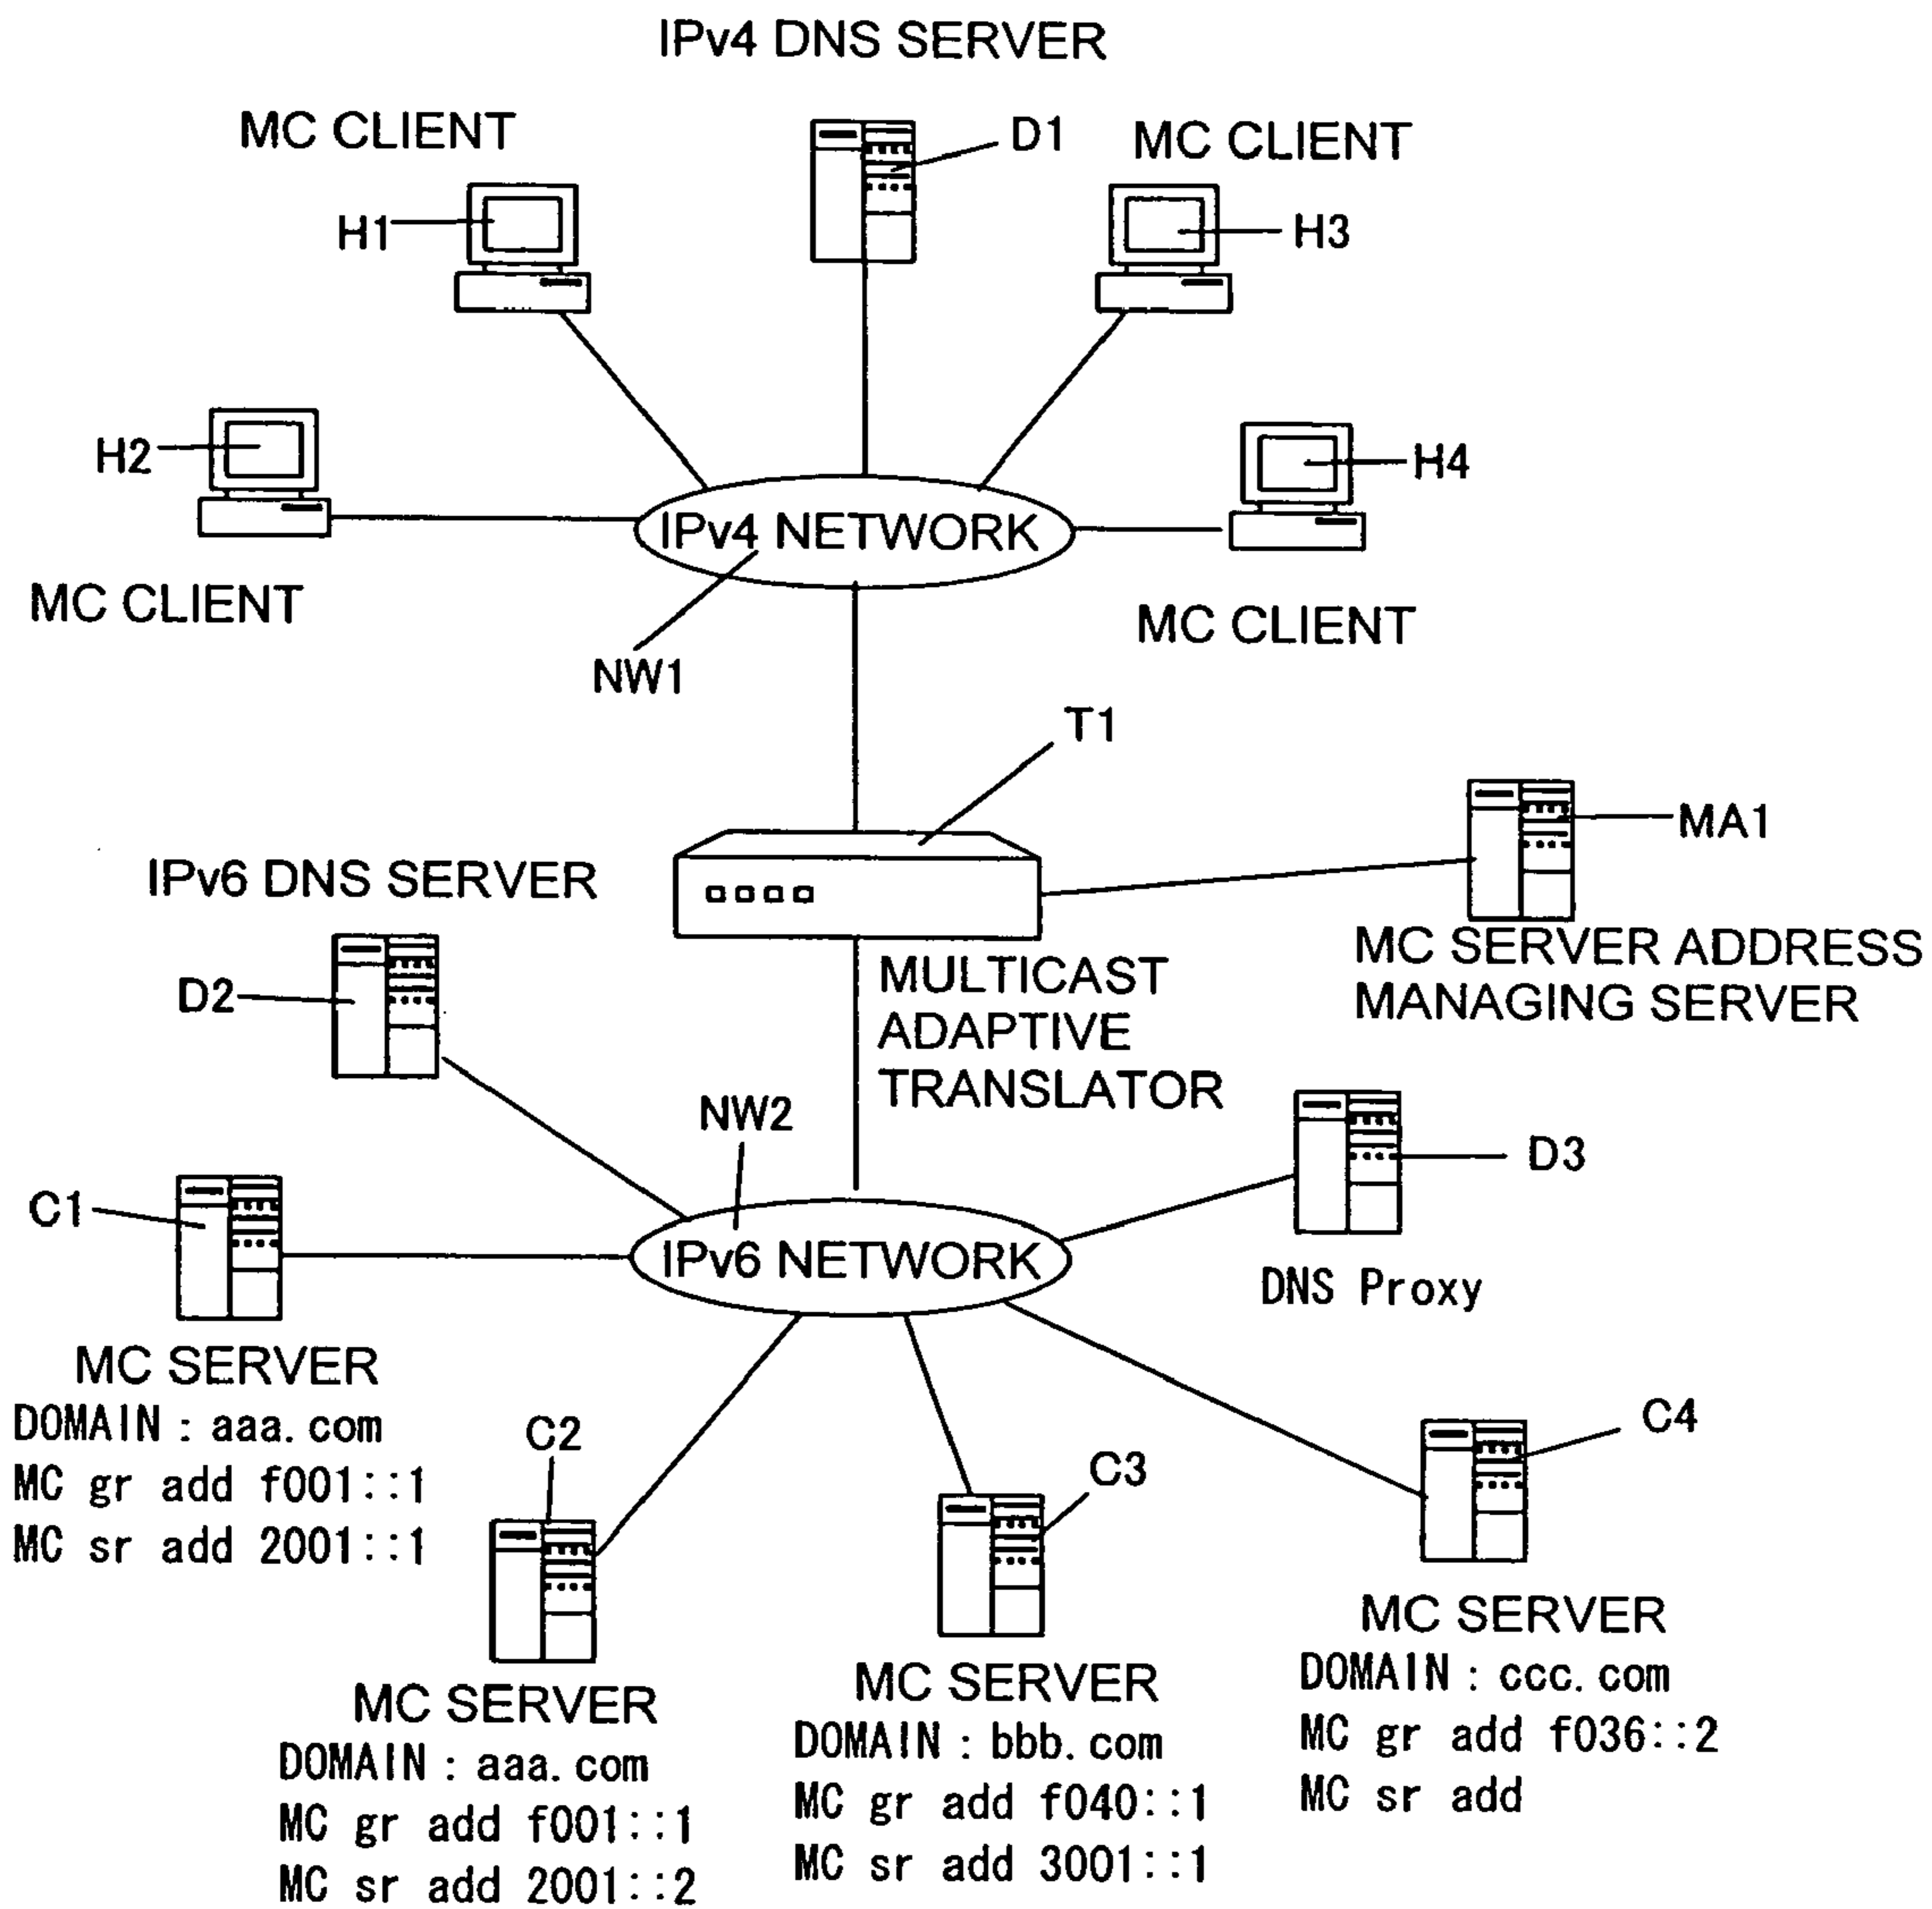 IPv4 DNS SERVER
MC CLIENT
D1
MC CLIENT
H1
H3
H2
H4
IPv4 NETWORK
MC CLIENT
MC CLIENT
NW1
T1
MA1
IPv6 DNS SERVER
MC SERVER ADDRESS
MANAGING SERVER
D2
MULTICAST
ADAPTIVE
TRANSLATOR
NW2
D3
C1
IPv6 NETWORK
DNS Proxy
MC SERVER
DOMAIN : aaa.com
MC gr add f001::1
MC sr add 2001::1
C2
C3
C4
MC SERVER
DOMAIN : aaa.com
MC gr add f001::1
MC sr add 2001::2
MC SERVER
DOMAIN : bbb.com
MC gr add f040::1
MC sr add 3001::1
MC SERVER
DOMAIN : ccc.com
MC gr add f036::2
MC sr add